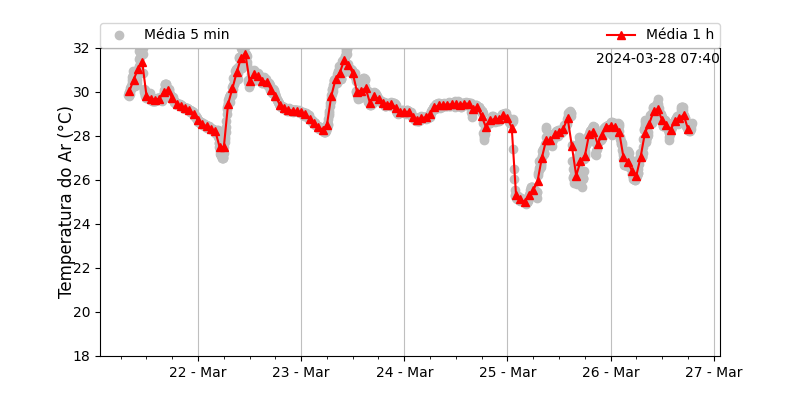 Média 5 min
Média 1 h
2024-03-28 07:40
Temperatura do Ar (°C)
32
30
28
26
24
22
20
18
22 - Mar
23 - Mar
24 - Mar
25 - Mar
26 - Mar
27 - Mar